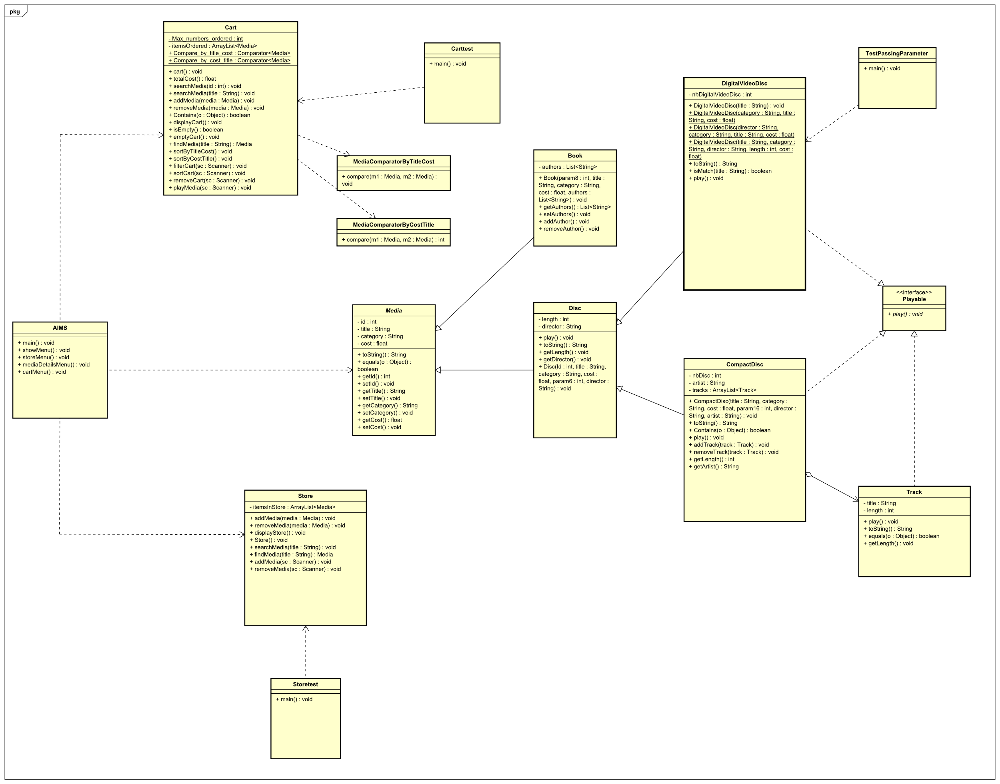 pkg
Cart
- Max_numbers_ordered : int
- itemsOrdered : ArrayList<Media>
+ Compare_by_title_cost : Comparator<Media>
+ Compare_by_cost_title : Comparator<Media>
+ cart() : void
+ totalCost() : float
+ searchMedia(id : int) : void
+ searchMedia(title : String) : void
+ addMedia(media : Media) : void
+ removeMedia(media : Media) : void
+ Contains(o : Object) : boolean
+ displayCart() : void
+ isEmpty() : boolean
+ emptyCart() : void
+ findMedia(title : String) : Media
+ sortByTitleCost() : void
+ sortByCostTitle() : void
+ filterCart(sc : Scanner) : void
+ sortCart(sc : Scanner) : void
+ removeCart(sc : Scanner) : void
+ playMedia(sc : Scanner) : void
Carttest
+ main() : void
TestPassingParameter
+ main() : void
DigitalVideoDisc
- nbDigitalVideoDisc : int
+ DigitalVideoDisc(title : String) : void
+ DigitalVideoDisc(category : String, title :
String, cost : float)
+ DigitalVideoDisc(director : String,
category : String, title : String, cost : float)
+ DigitalVideoDisc(title : String, category :
String, director : String, length : int, cost :
float)
+ toString() : String
+ isMatch(title : String) : boolean
+ play() : void
MediaComparatorByTitleCost
+ compare(m1 : Media, m2 : Media) :
void
MediaComparatorByCostTitle
+ compare(m1 : Media, m2 : Media) : int
Book
- authors : List<String>
+ Book(param8 : int, title :
String, category : String,
cost : float, authors :
List<String>) : void
+ getAuthors() : List<String>
+ setAuthors() : void
+ addAuthor() : void
+ removeAuthor() : void
<<interface>>
Playable
+ play() : void
AIMS
+ main() : void
+ showMenu() : void
+ storeMenu() : void
+ mediaDetailsMenu() : void
+ cartMenu() : void
Media
- id : int
- title : String
- category : String
- cost : float
+ toString() : String
+ equals(o : Object) :
boolean
+ getId() : int
+ setId() : void
+ getTitle() : String
+ setTitle() : void
+ getCategory() : String
+ setCategory() : void
+ getCost() : float
+ setCost() : void
Disc
- length : int
- director : String
+ play() : void
+ toString() : String
+ getLength() : void
+ getDirector() : void
+ Disc(Id : int, title : String,
category : String, cost :
float, param6 : int, director :
String) : void
CompactDisc
- nbDisc : int
- artist : String
- tracks : ArrayList<Track>
+ CompactDisc(title : String, category :
String, cost : float, param16 : int, director :
String, artist : String) : void
+ toString() : String
+ Contains(o : Object) : boolean
+ play() : void
+ addTrack(track : Track) : void
+ removeTrack(track : Track) : void
+ getLength() : int
+ getArtist() : String
Track
- title : String
- length : int
+ play() : void
+ toString() : String
+ equals(o : Object) : boolean
+ getLength() : void
Store
- itemsInStore : ArrayList<Media>
+ addMedia(media : Media) : void
+ removeMedia(media : Media) : void
+ displayStore() : void
+ Store() : void
+ searchMedia(title : String) : void
+ findMedia(title : String) : Media
+ addMedia(sc : Scanner) : void
+ removeMedia(sc : Scanner) : void
Storetest
+ main() : void